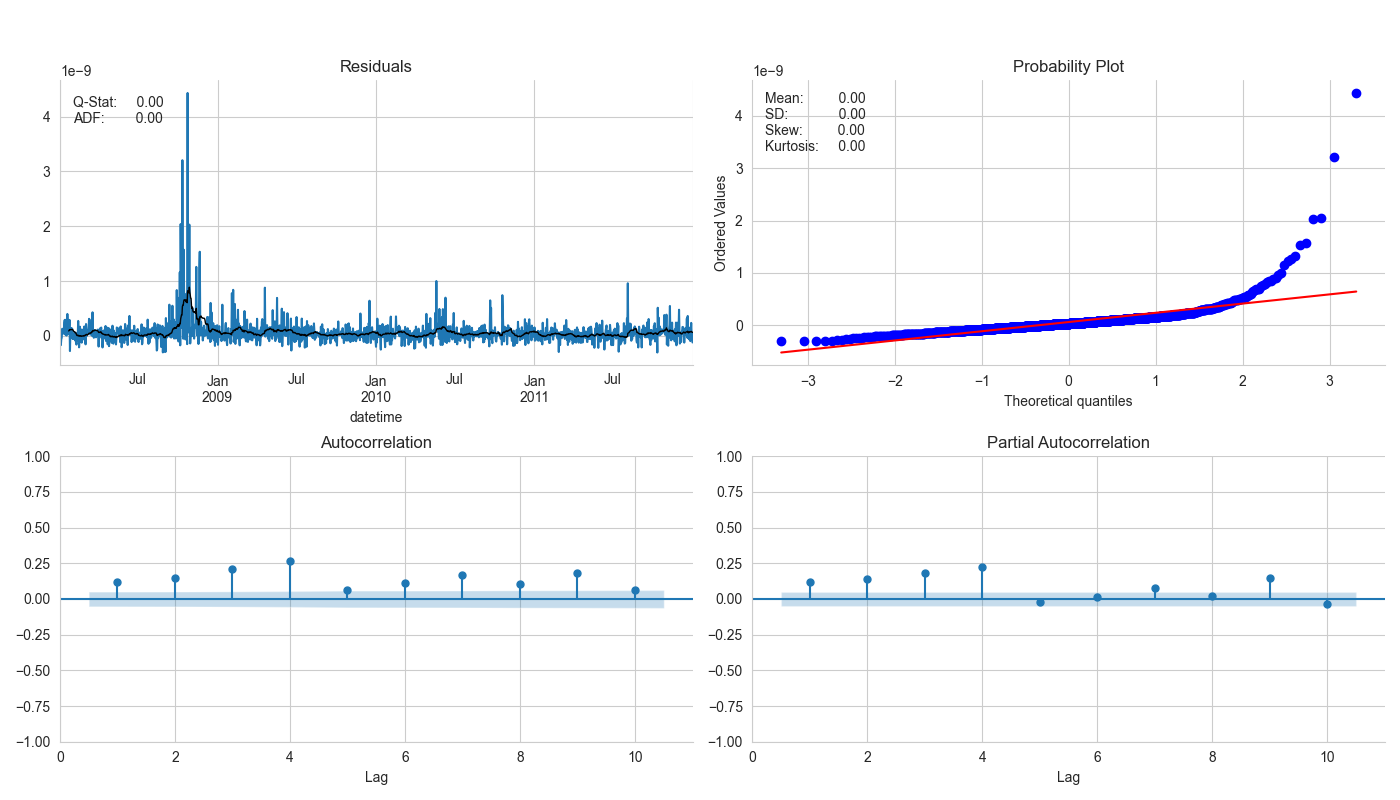 Residuals
1e−9
Q-Stat: 0.00
ADF: 0.00
4
3
2
1
0
Jul
Jan
2009
Jul
Jan
2010
Jul
Jan
2011
Jul
datetime
Probability Plot
1e−9
Mean: 0.00
SD: 0.00
Skew: 0.00
Kurtosis: 0.00
Ordered Values
4
3
2
1
0
−3 −2 −1 0 1 2 3
Theoretical quantiles
Autocorrelation
1.00
0.75
0.50
0.25
0.00
−0.25
−0.50
−0.75
−1.00
0 2 4 6 8 10
Lag
Partial Autocorrelation
1.00
0.75
0.50
0.25
0.00
−0.25
−0.50
−0.75
−1.00
0 2 4 6 8 10
Lag